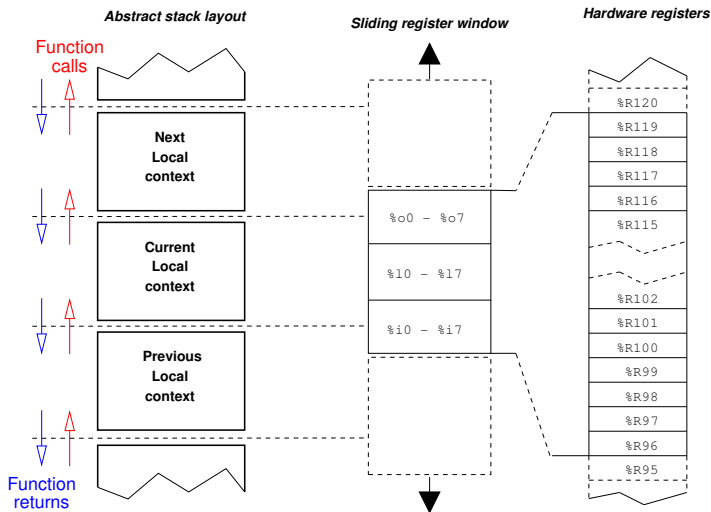 Abstract stack layout
Sliding register window
Hardware registers
Function
calls
Next
Local
context
Current
Local
context
Previous
Local
context
Function
returns
%o0 - %o7
%l0 - %l7
%i0 - %i7
%R120
%R119
%R118
%R117
%R116
%R115
%R102
%R101
%R100
%R99
%R98
%R97
%R96
%R95